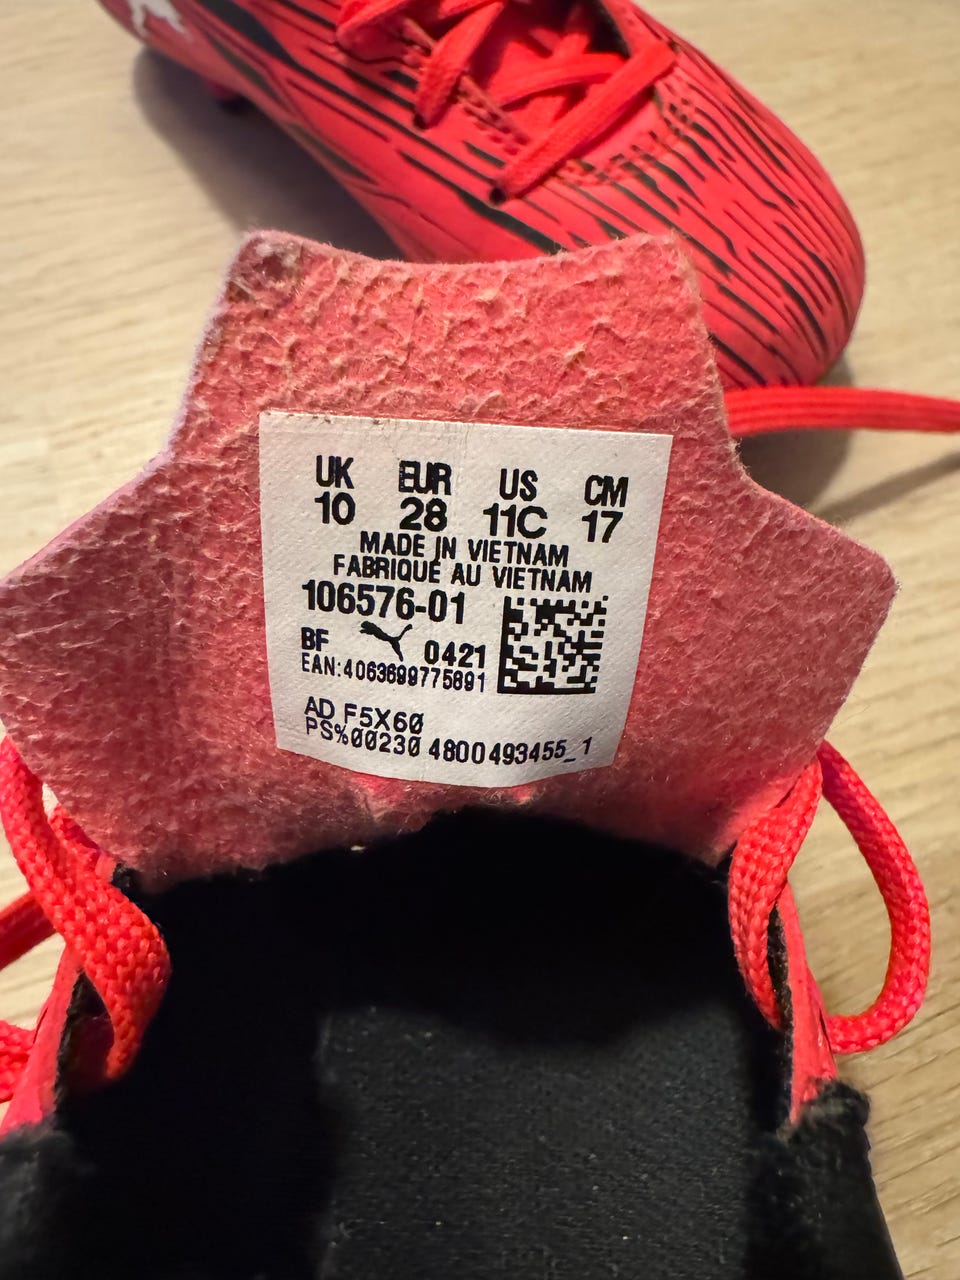 UK EUR US CM
10 28 11C 17
MADE IN VIETNAM
FABRIQUÉ AU VIETNAM
106576-01
BF 0421
EAN:4063699775891
AD F5X60
PS%00230 4800493455_1